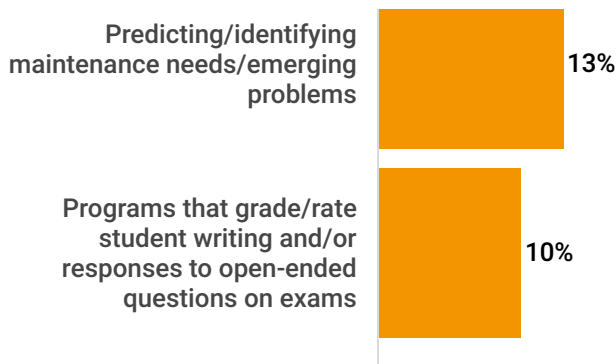 Predicting/identifying
maintenance needs/emerging
problems
13%
Programs that grade/rate
student writing and/or
responses to open-ended
questions on exams
10%